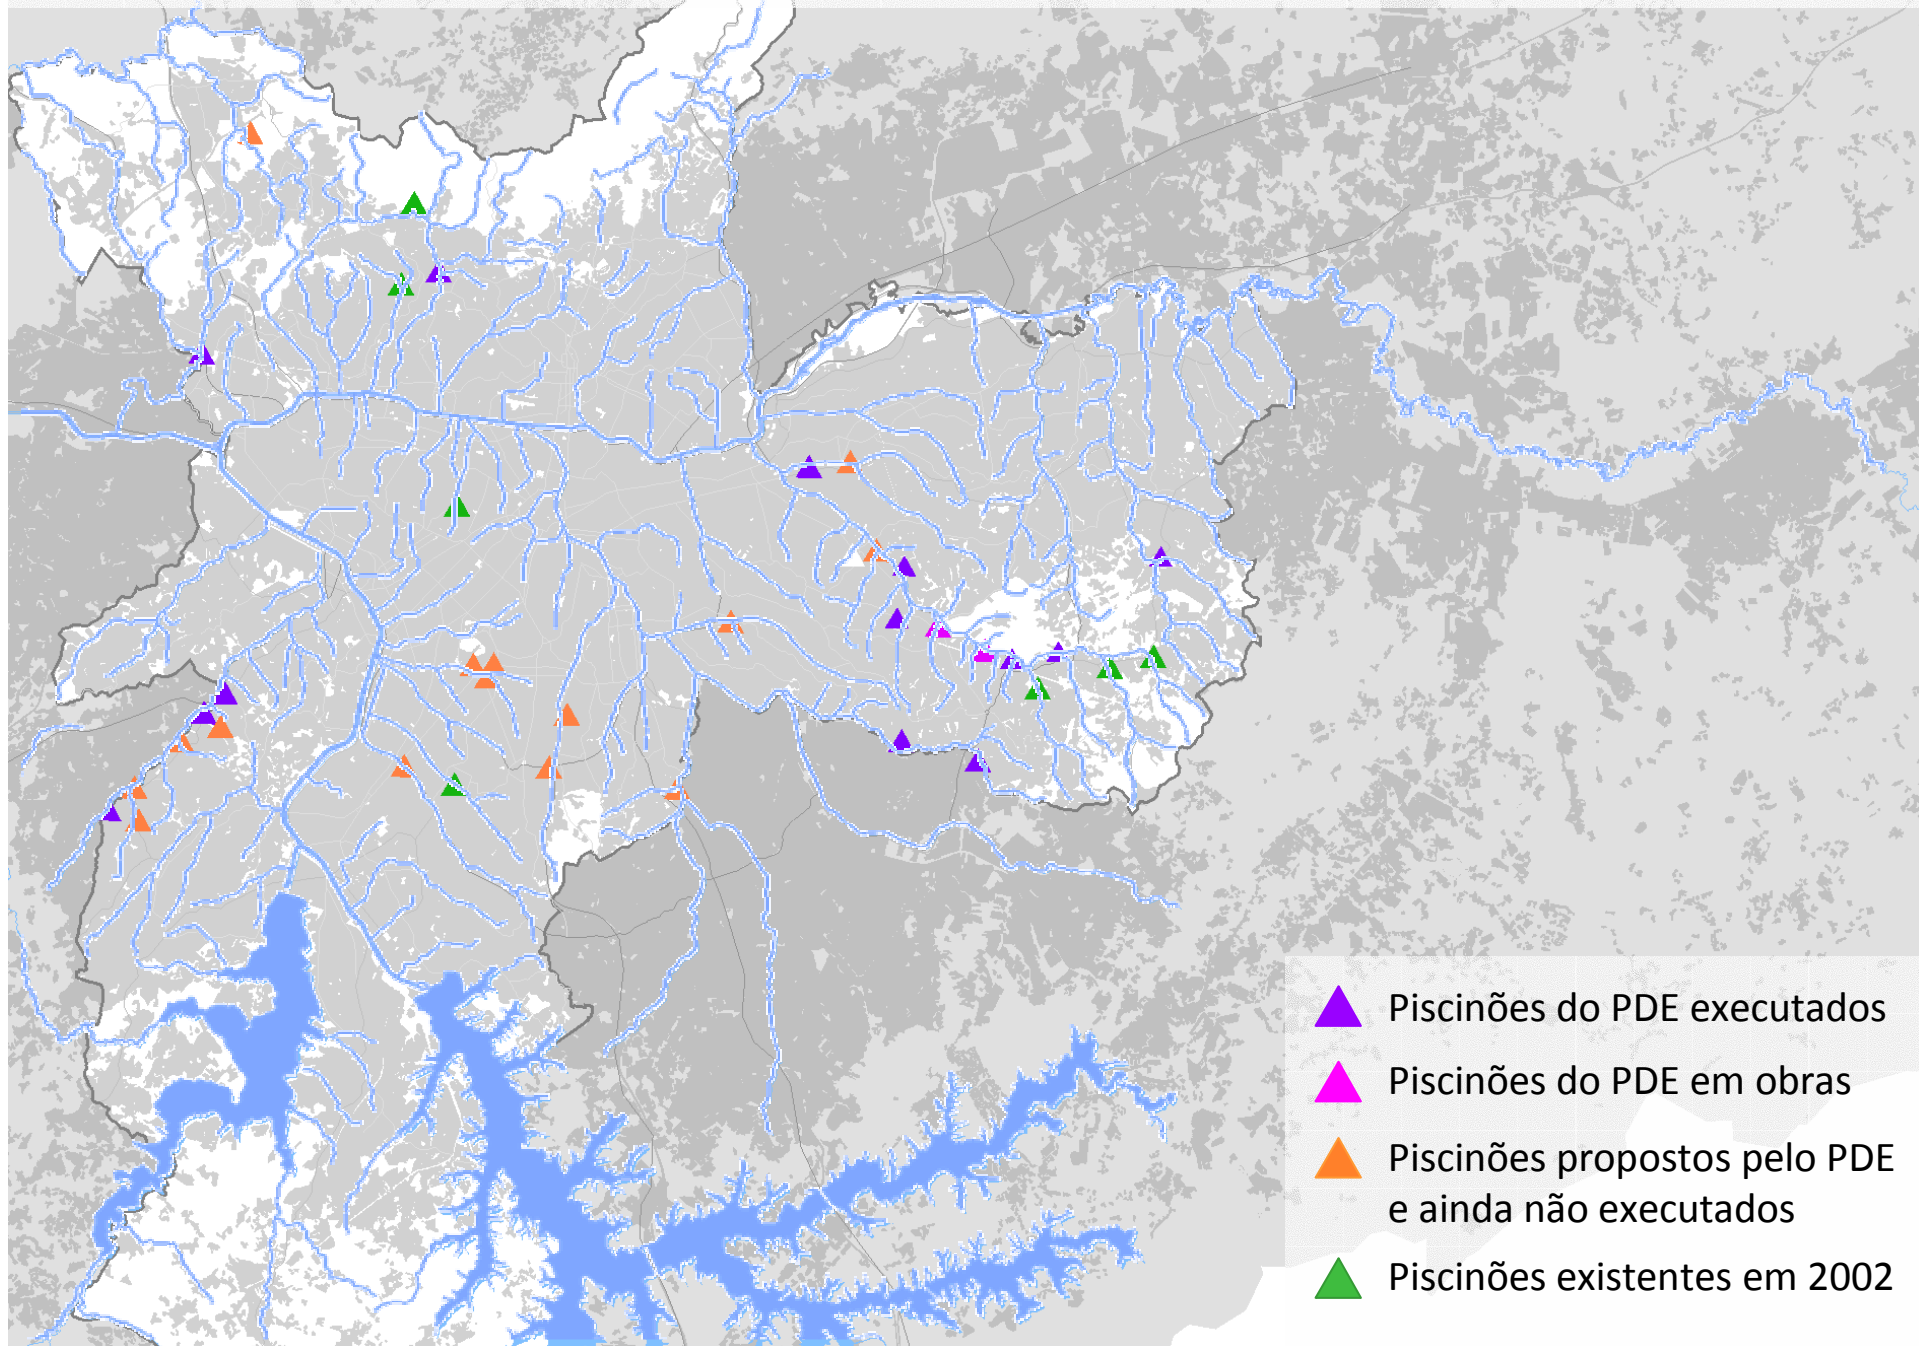 Piscinões do PDE executados
Piscinões do PDE em obras
Piscinões propostos pelo PDE
e ainda não executados
Piscinões existentes em 2002